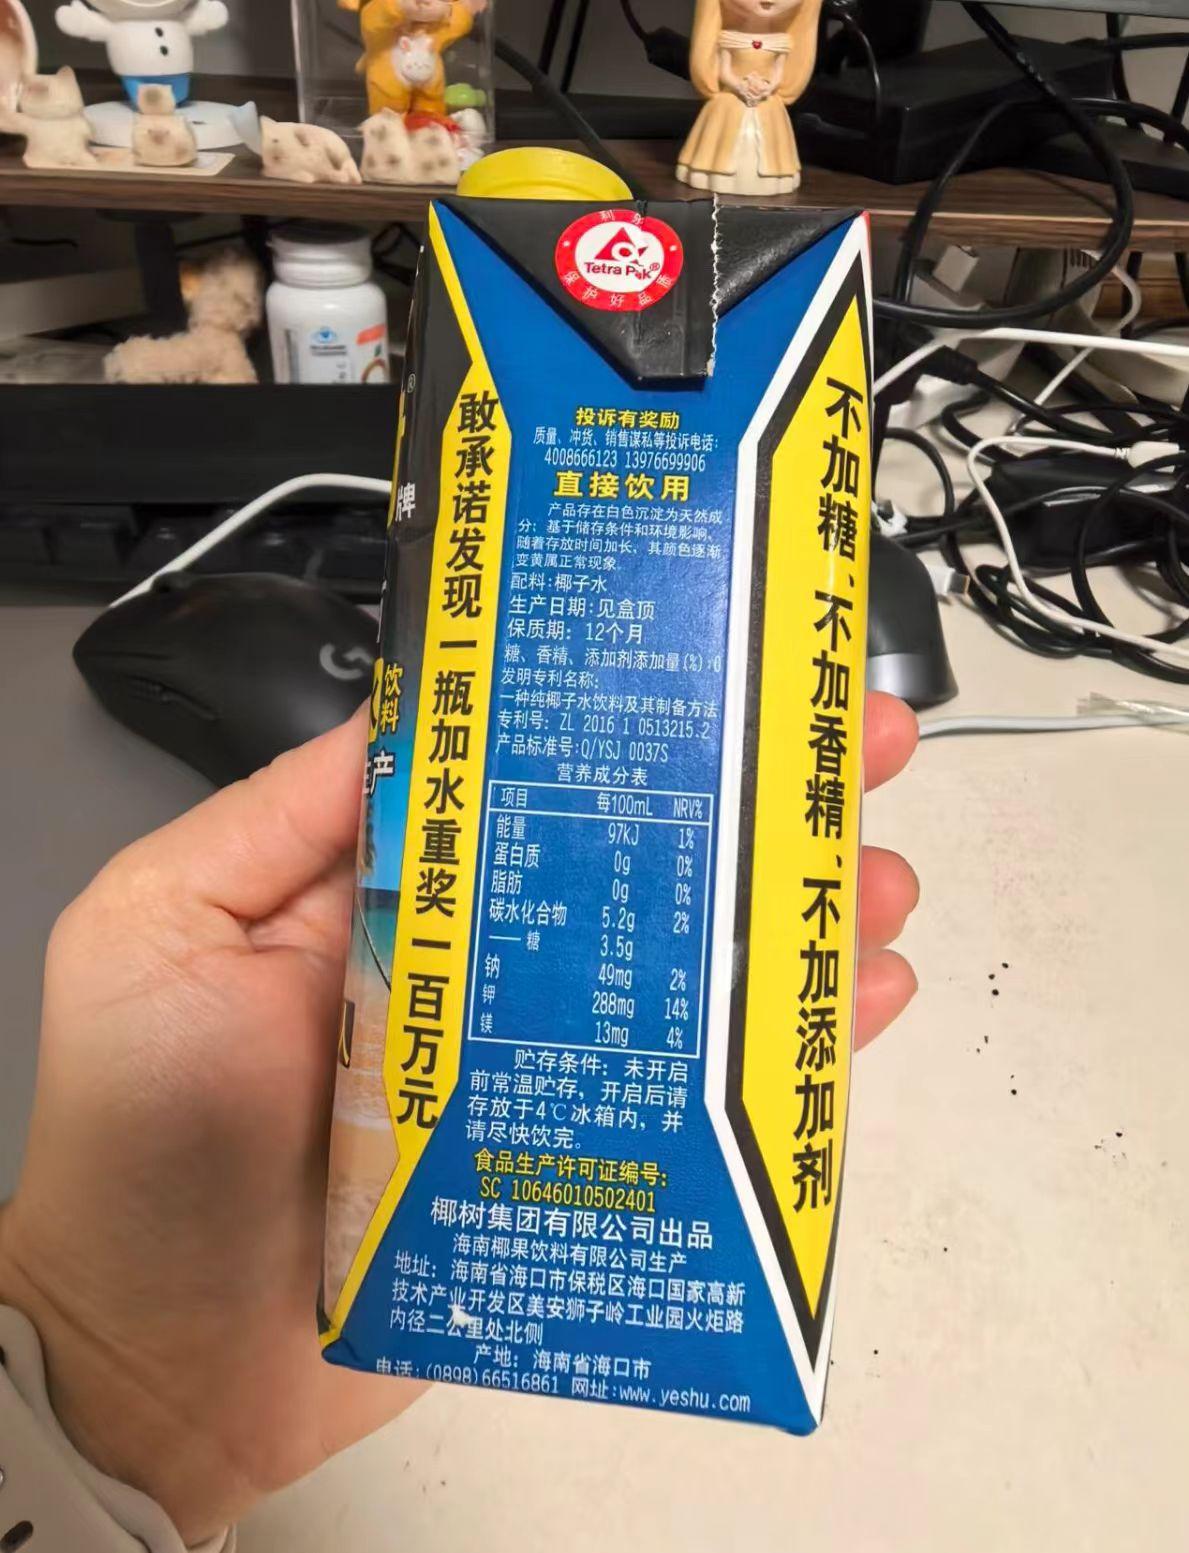 Tetra Pak®
保护好品质
敢承诺发现一瓶加水重奖一百万元
牌
饮料
投诉有奖励
质量、冲货、销售谋私等投诉电话:
4008666123 13976699906
直接饮用
产品存在白色沉淀为天然成
分;基于储存条件和环境影响,
随着存放时间加长,其颜色逐渐
变黄属正常现象。
配料:椰子水
生产日期:见盒顶
保质期:12个月
糖、香精、添加剂添加量(%):0
发明专利名称:
一种纯椰子水饮料及其制备方法
专利号:ZL 2016 1 0513215.2
产品标准号:Q/YSJ 0037S
营养成分表
项目 每100mL NRV%
能量 97kJ 1%
蛋白质 0g 0%
脂肪 0g 0%
碳水化合物 5.2g 2%
——糖 3.5g
钠 49mg 2%
钾 288mg 14%
镁 13mg 4%
贮存条件:未开启
前常温贮存,开启后请
存放于4℃冰箱内,并
请尽快饮完。
食品生产许可证编号:
SC 10646010502401
椰树集团有限公司出品
海南椰果饮料有限公司生产
地址:海南省海口市保税区海口国家高新
技术产业开发区美安狮子岭工业园火炬路
内径二公里处北侧
产地:海南省海口市
电话:(0898)66516861 网址:www.yeshu.com
不加糖、不加香精、不加添加剂